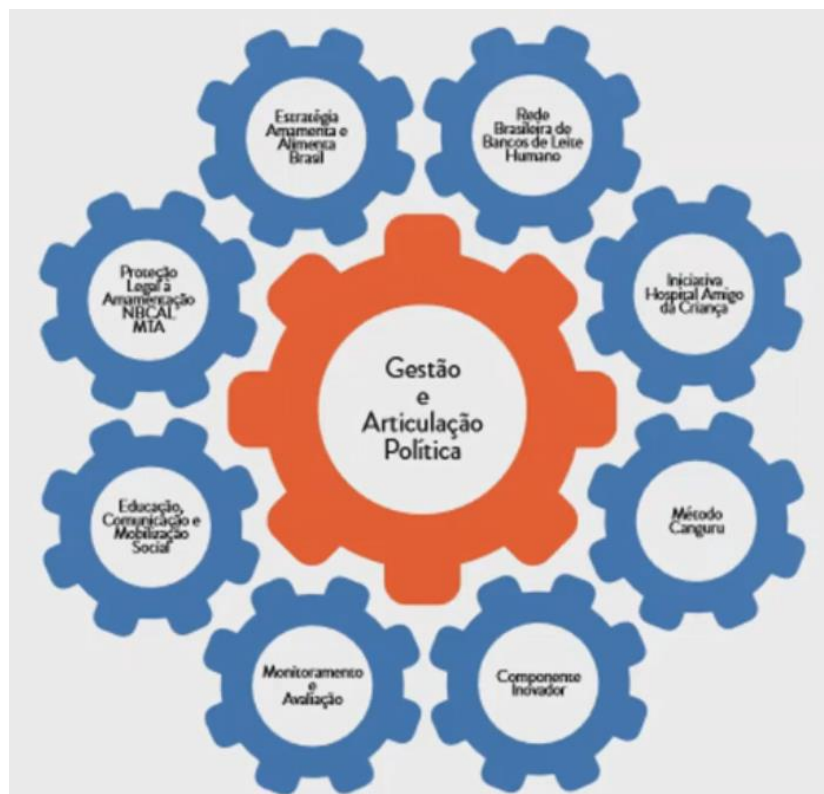 Estratégia
Amamenta e
Alimenta
Brasil
Rede
Brasileira de
Bancos de Leite
Humano
Proteção
Legal à
Amamentação
NBCAL
MTA
Iniciativa
Hospital Amigo
da Criança
Gestão
e
Articulação
Política
Educação,
Comunicação e
Mobilização
Social
Método
Canguru
Monitoramento
e
Avaliação
Componente
Inovador